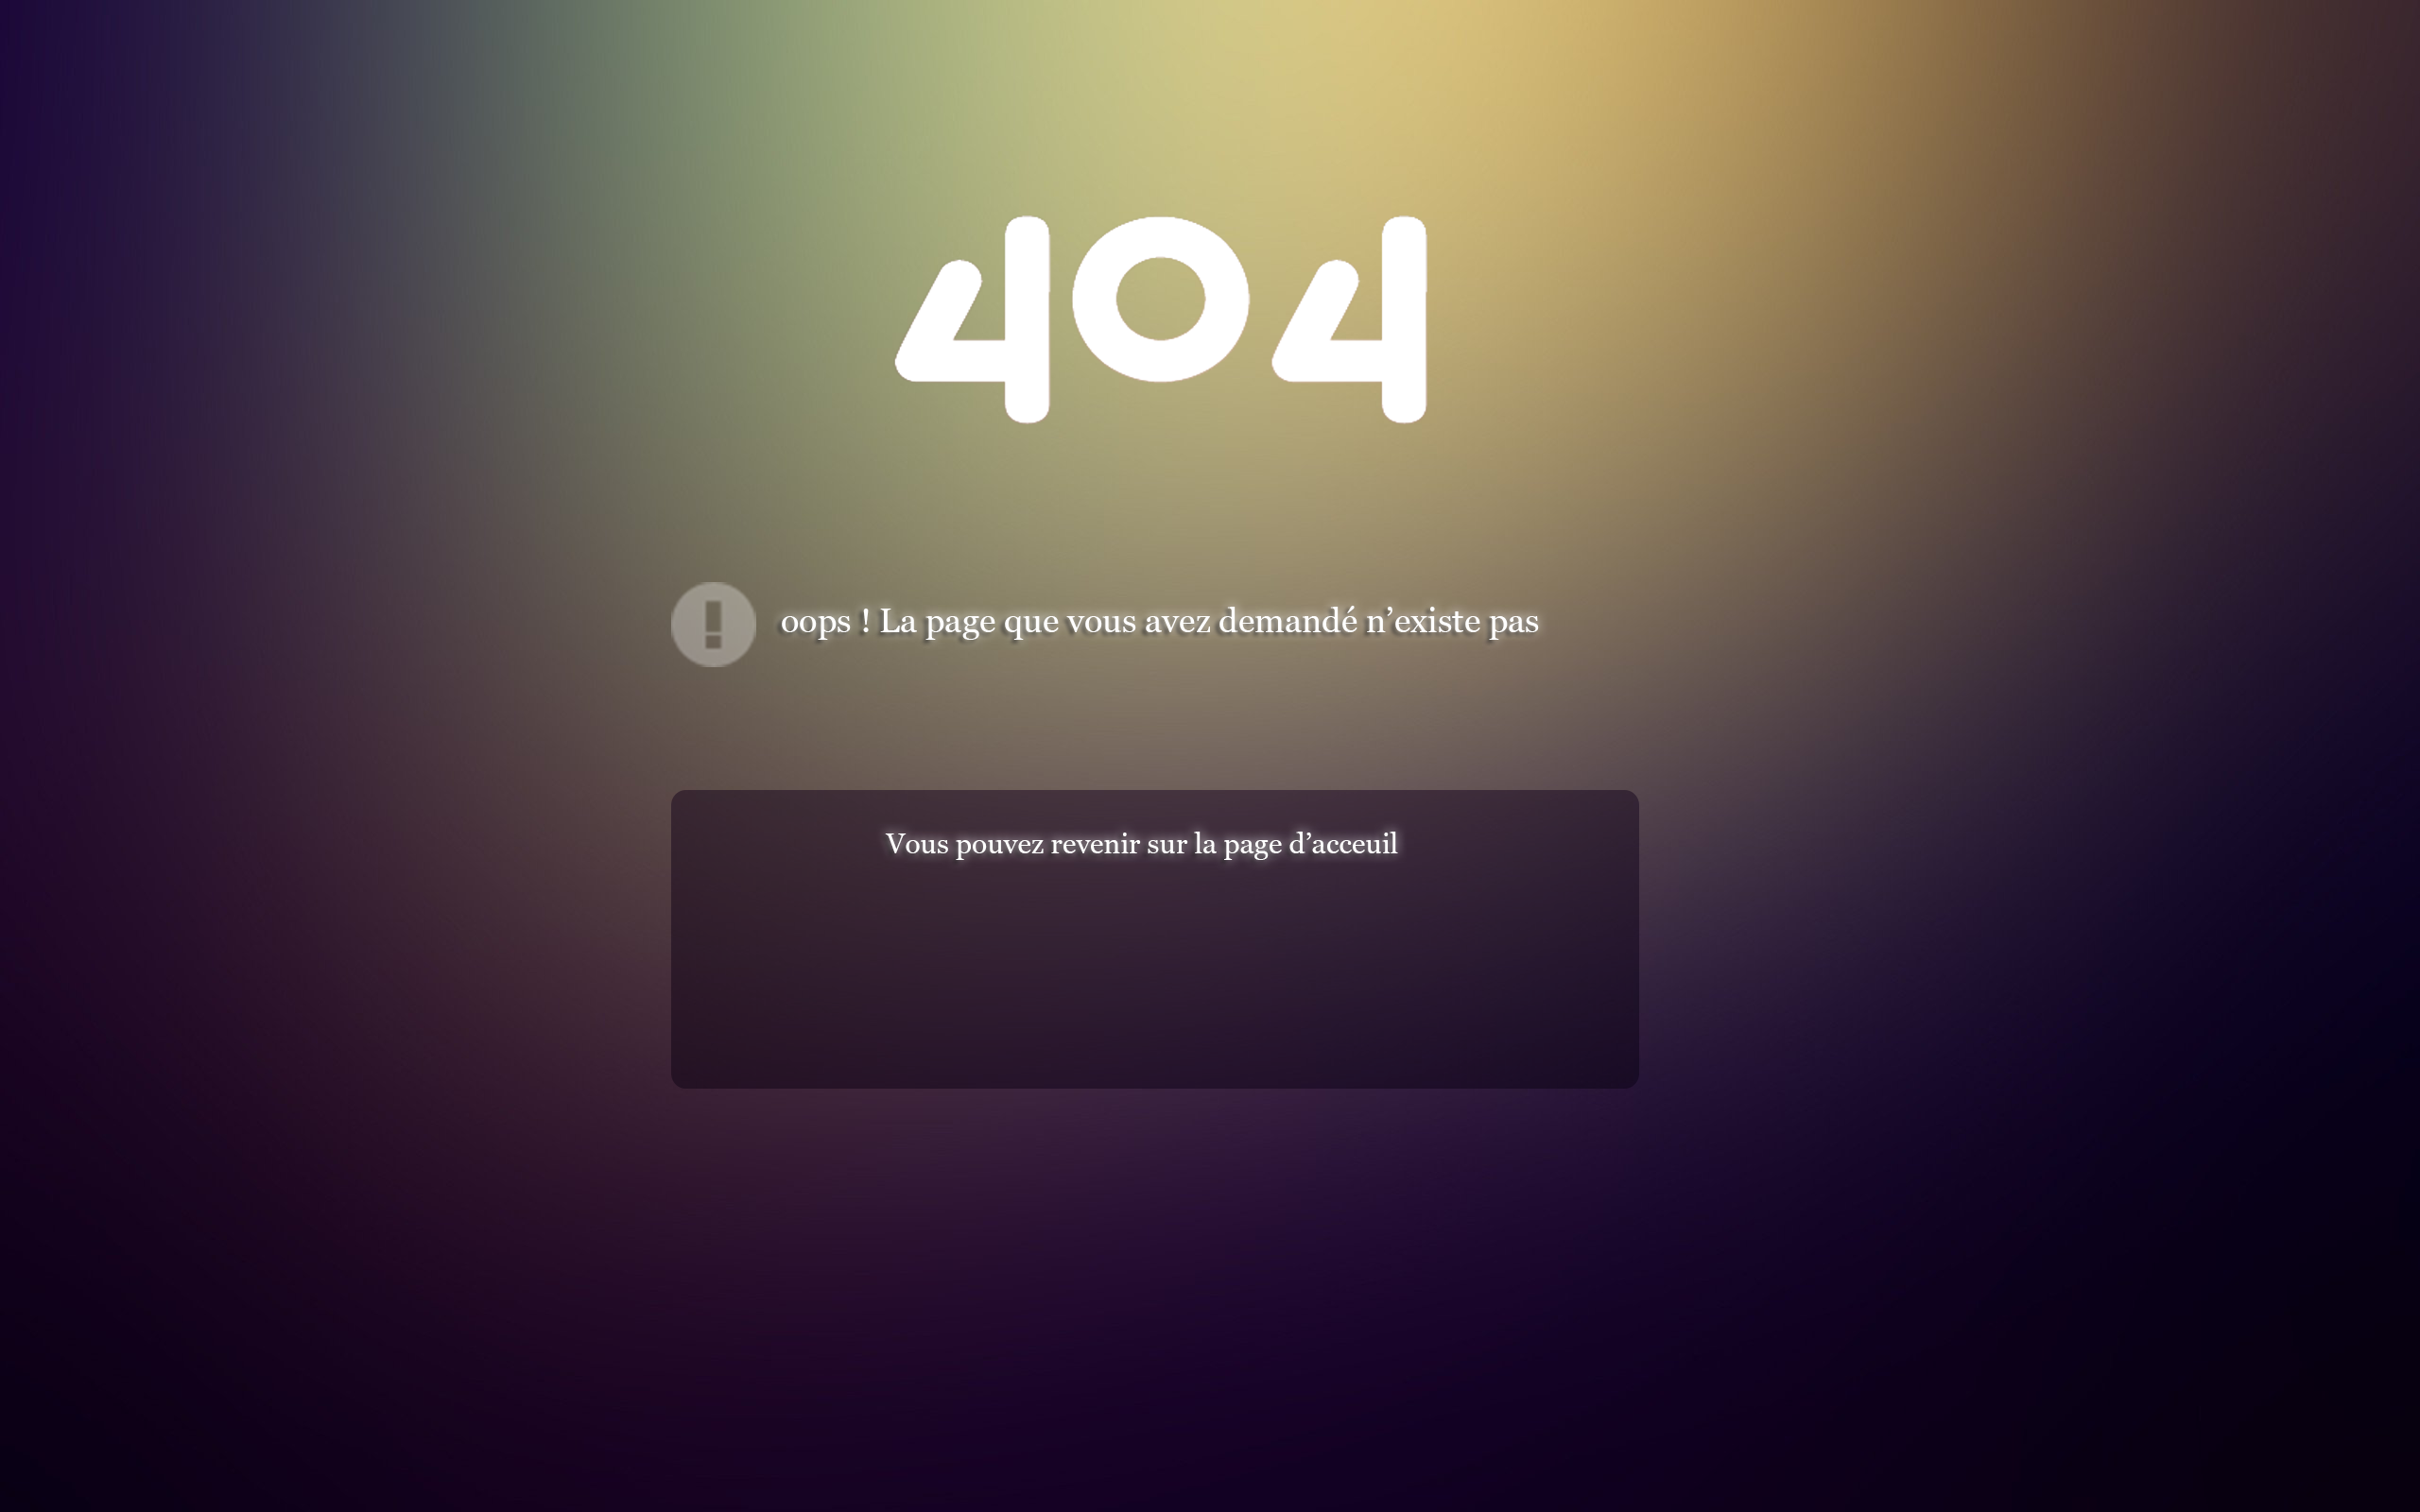 404
oops ! La page que vous avez demandé n’existe pas
Vous pouvez revenir sur la page d’acceuil